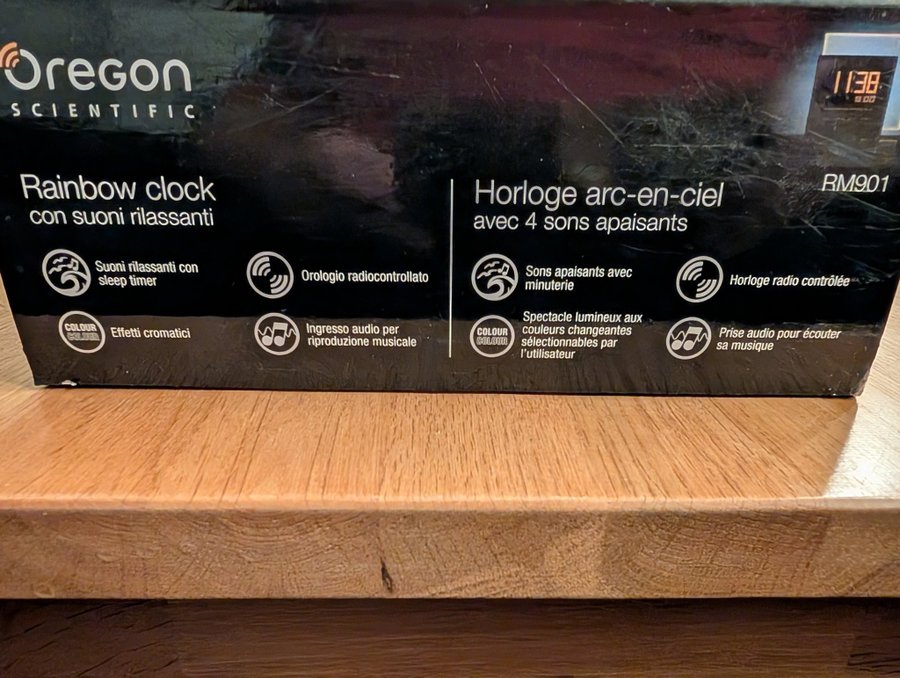 Oregon
SCIENTIFIC
11:38
RM901
Rainbow clock
con suoni rilassanti
Suoni rilassanti con
sleep timer
Orologio radiocontrollato
COLOUR
COLOUR
Effetti cromatici
Ingresso audio per
riproduzione musicale
Horloge arc-en-ciel
avec 4 sons apaisants
Sons apaisants avec
minuterie
Horloge radio contrôlée
COLOUR
COLOUR
Spectacle lumineux aux
couleurs changeantes
sélectionnables par
l'utilisateur
Prise audio pour écouter
sa musique